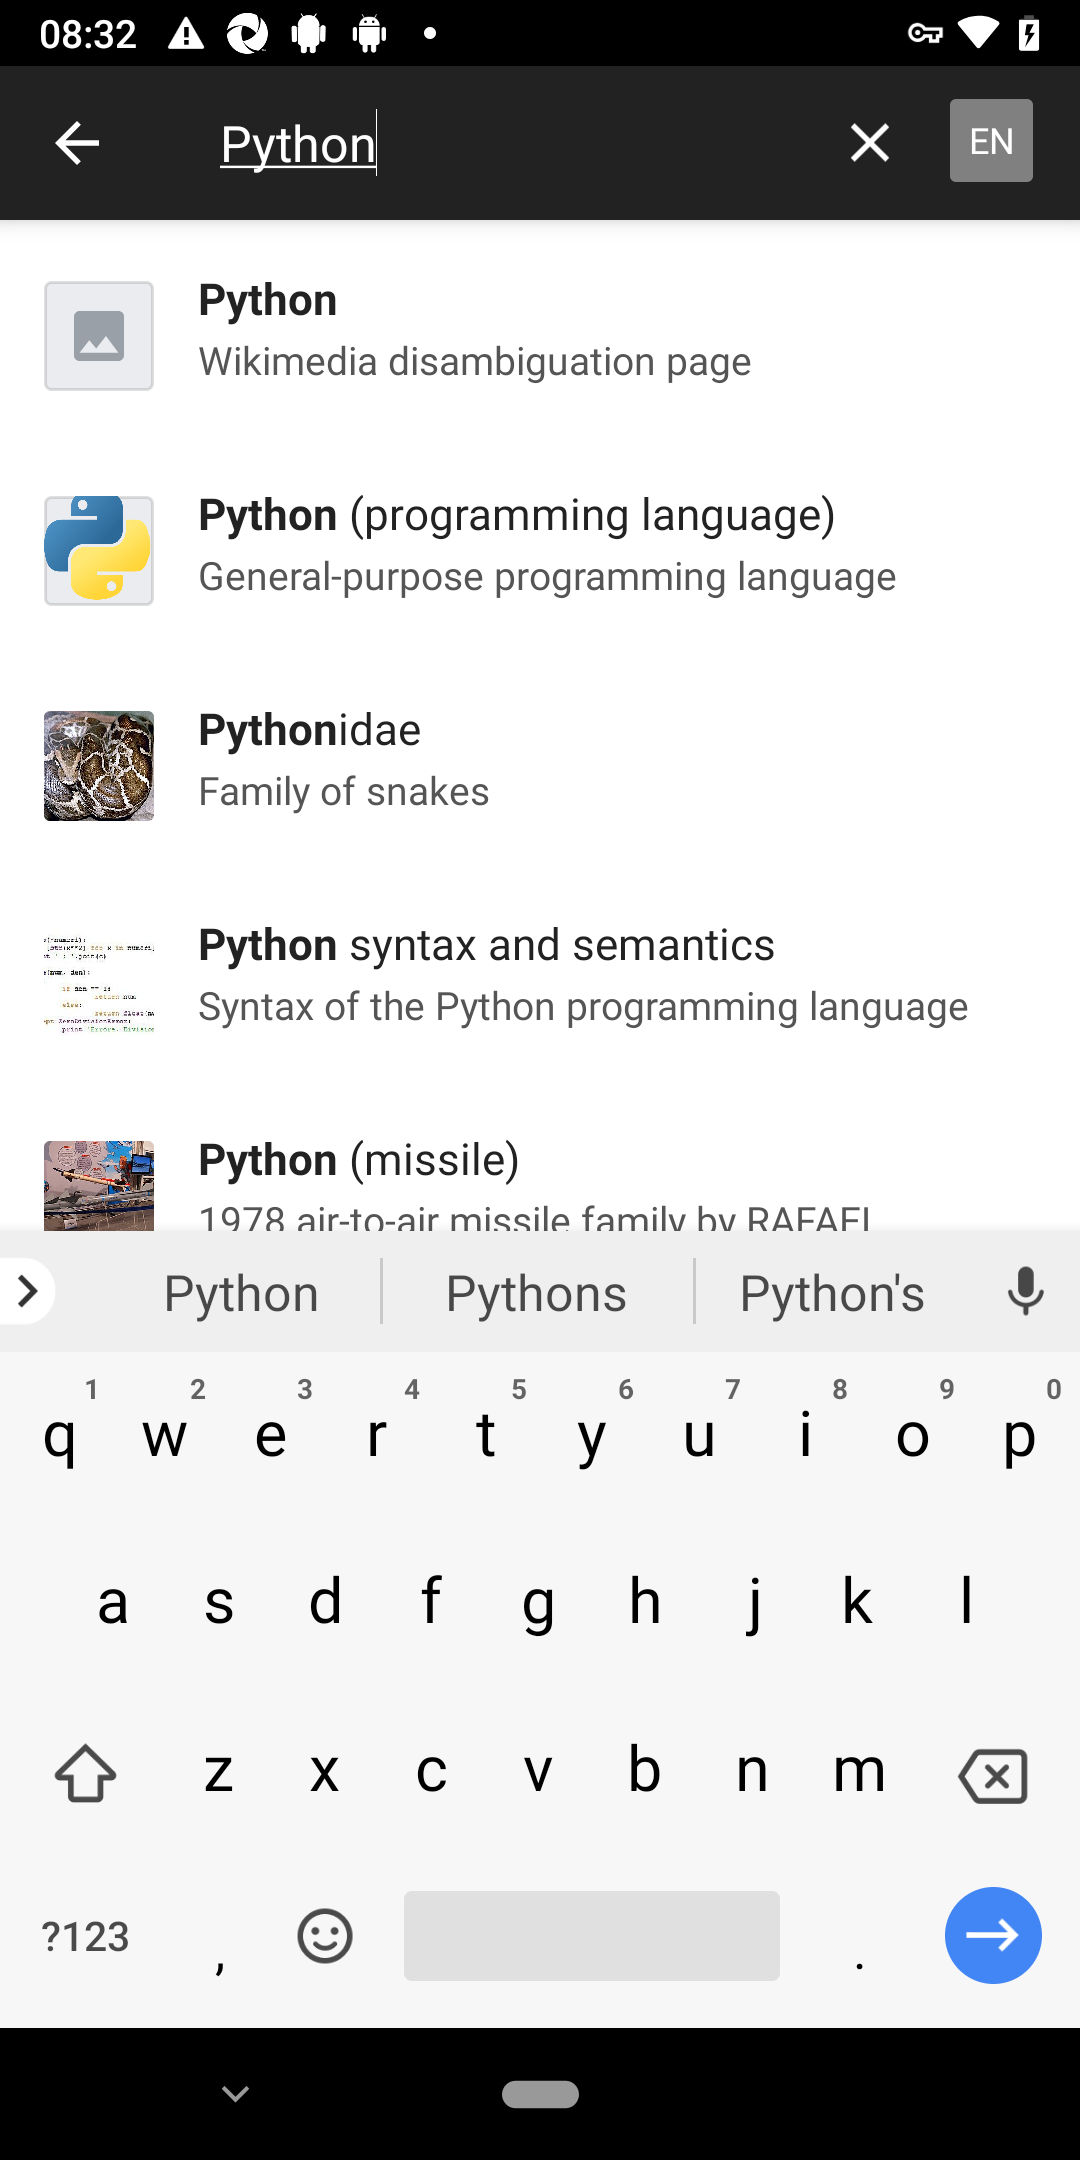 08:32
Python
EN
Python
Wikimedia disambiguation page
Python (programming language)
General-purpose programming language
Pythonidae
Family of snakes
Python syntax and semantics
Syntax of the Python programming language
Python (missile)
1978 air-to-air missile family by RAFAEL
Python Pythons Python's
1 2 3 4 5 6 7 8 9 0
q w e r t y u i o p
a s d f g h j k l
z x c v b n m
?123 , .